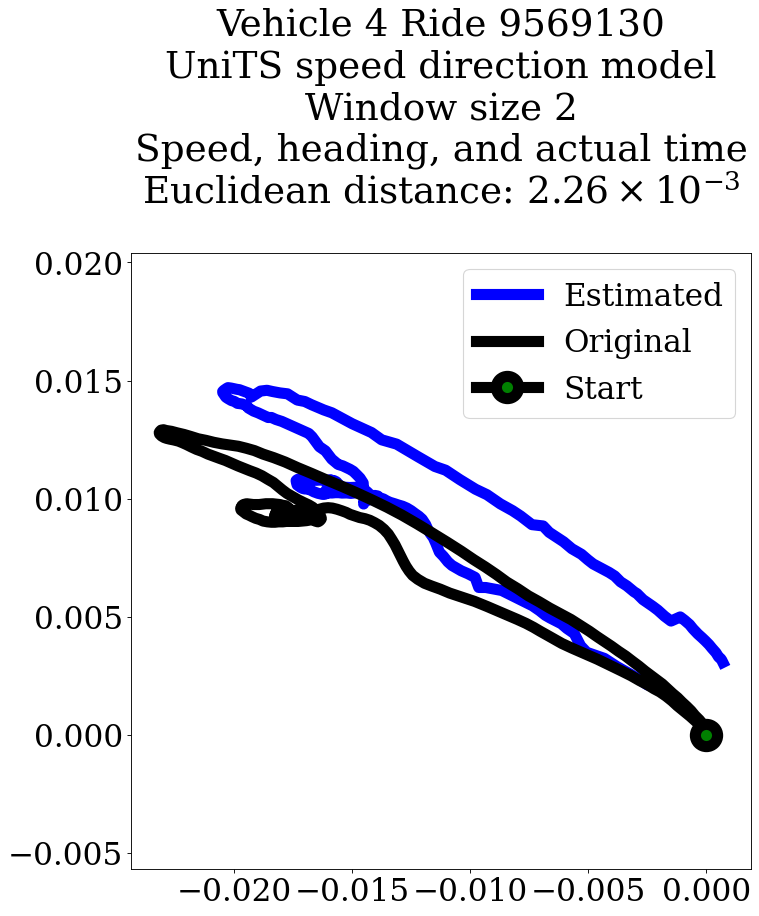 Vehicle 4 Ride 9569130
UniTS speed direction model
Window size 2
Speed, heading, and actual time
Euclidean distance: 2.26 × 10⁻³
Estimated
Original
Start
0.020
0.015
0.010
0.005
0.000
−0.005
−0.020 −0.015 −0.010 −0.005 0.000